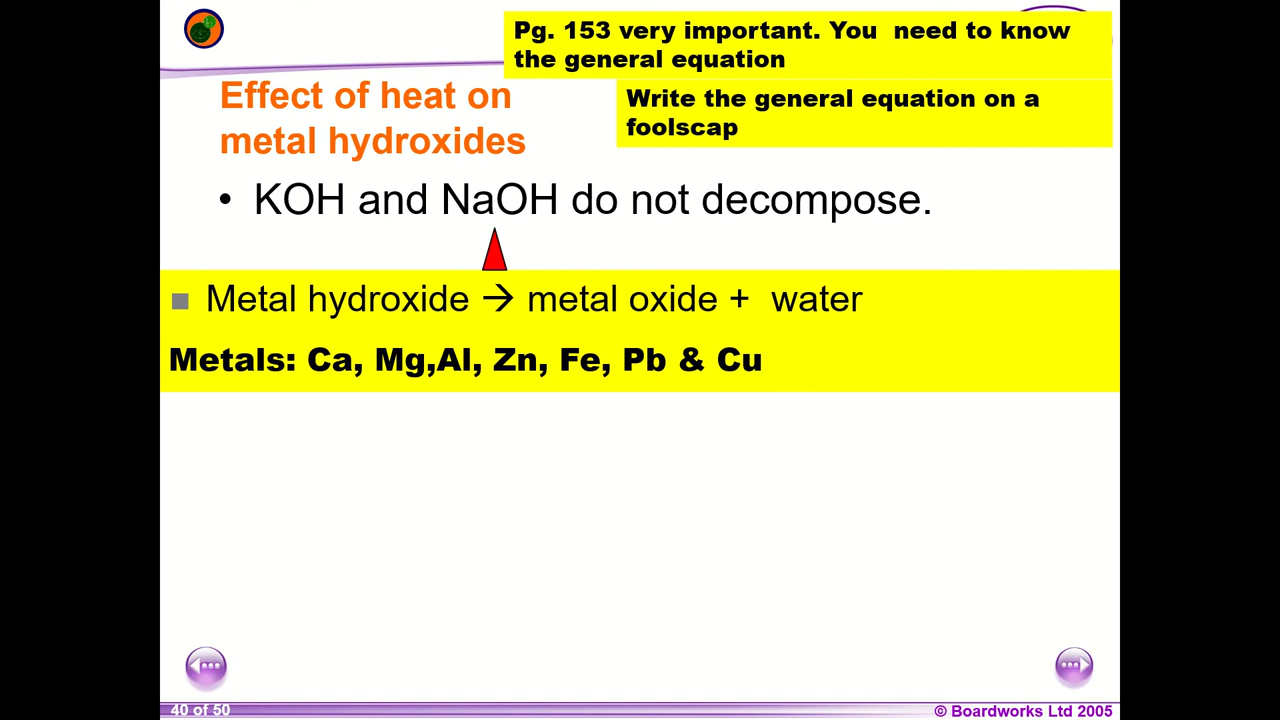 Pg. 153 very important. You need to know
the general equation
Write the general equation on a
foolscap
Effect of heat on
metal hydroxides
• KOH and NaOH do not decompose.
■ Metal hydroxide → metal oxide + water
Metals: Ca, Mg,Al, Zn, Fe, Pb & Cu
40 of 50
© Boardworks Ltd 2005